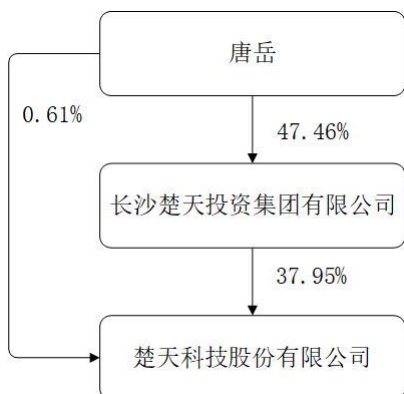 唐岳
0.61%
47.46%
长沙楚天投资集团有限公司
37.95%
楚天科技股份有限公司